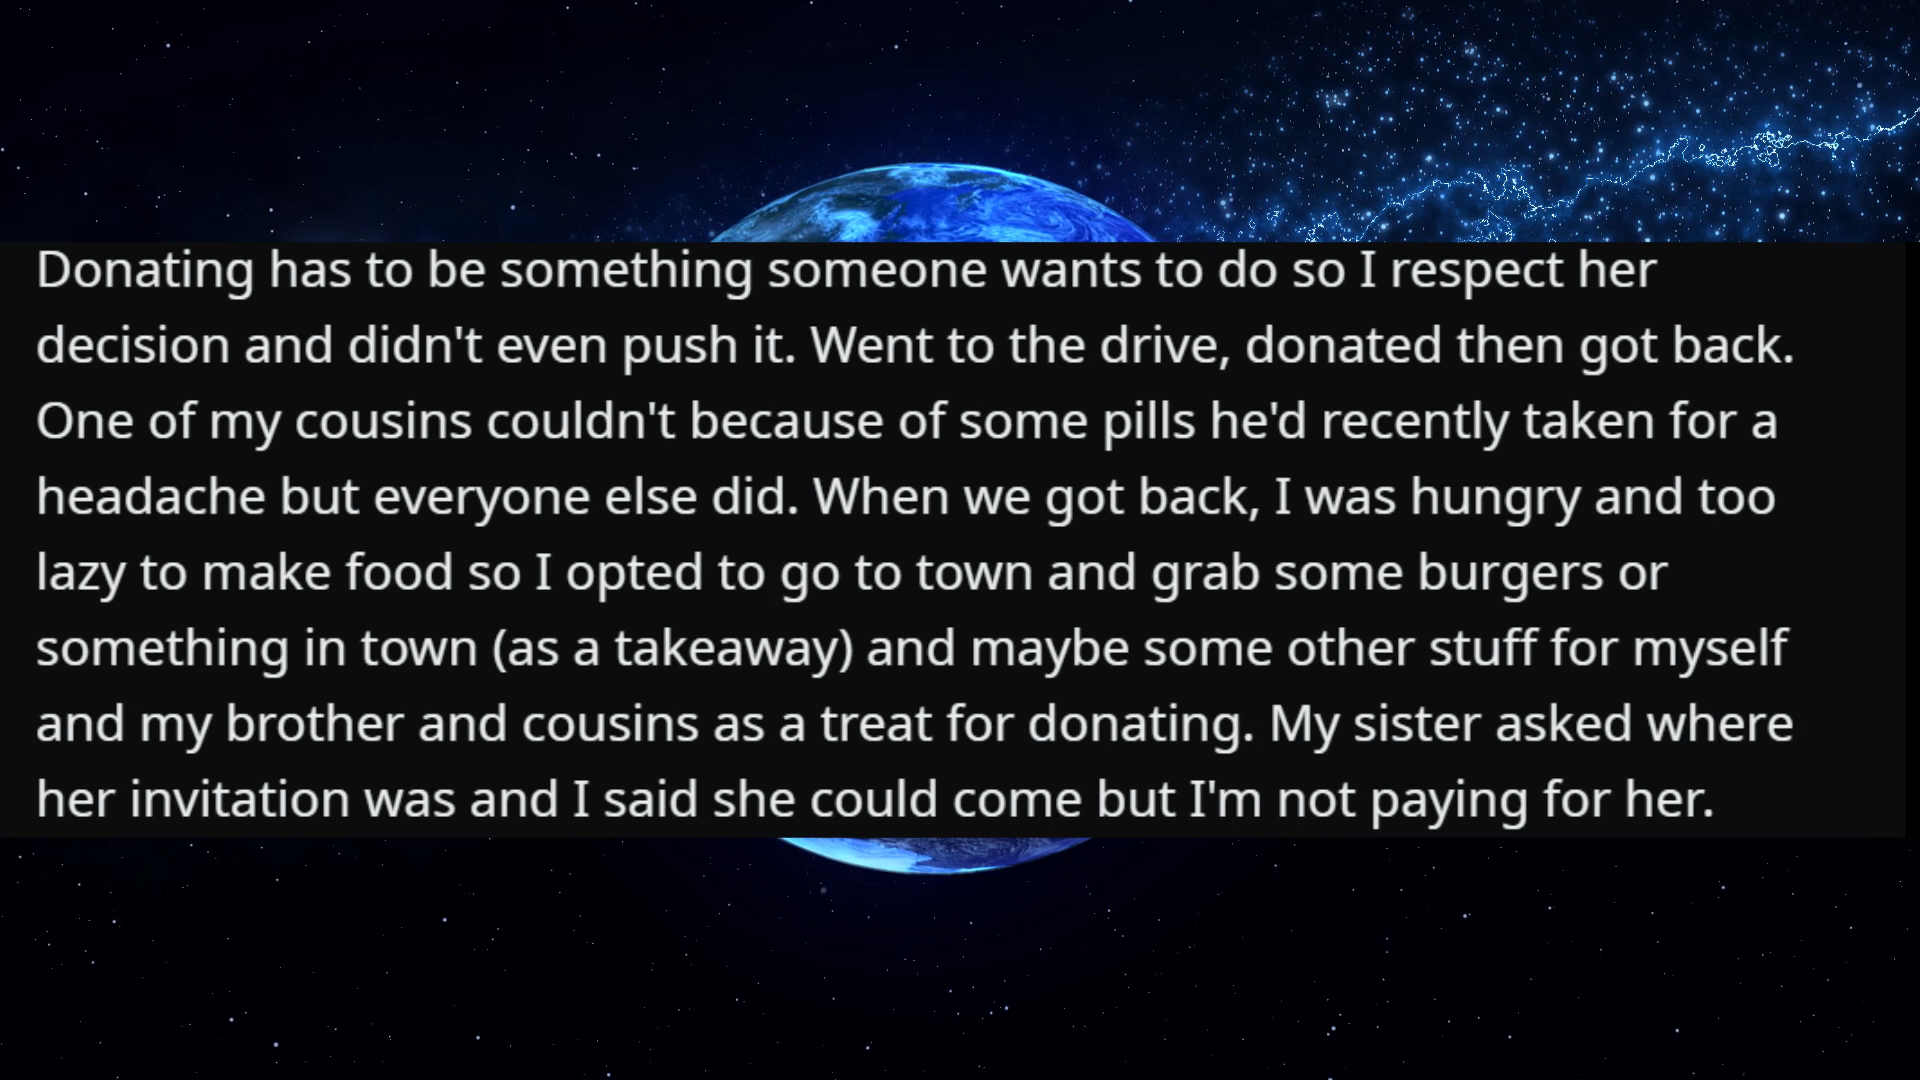 Donating has to be something someone wants to do so I respect her
decision and didn't even push it. Went to the drive, donated then got back.
One of my cousins couldn't because of some pills he'd recently taken for a
headache but everyone else did. When we got back, I was hungry and too
lazy to make food so I opted to go to town and grab some burgers or
something in town (as a takeaway) and maybe some other stuff for myself
and my brother and cousins as a treat for donating. My sister asked where
her invitation was and I said she could come but I'm not paying for her.